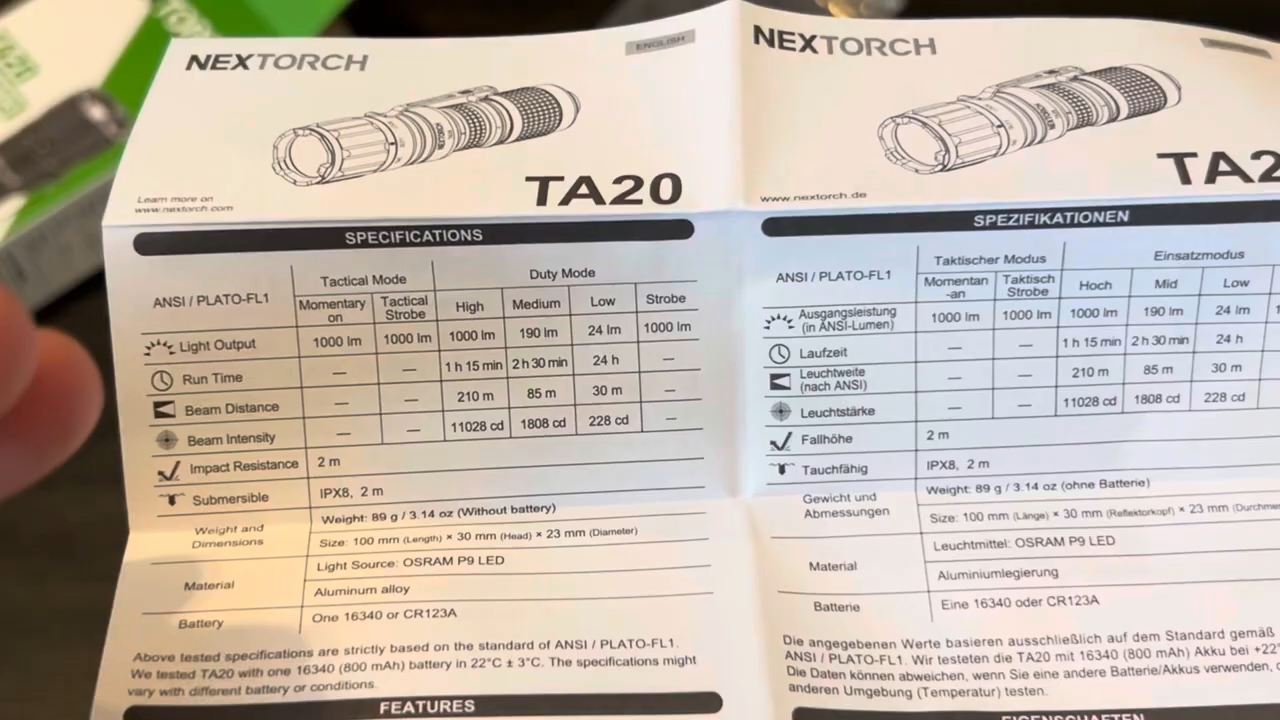 NEXTORCH
ENGLISH
Learn more on
www.nextorch.com
TA20
SPECIFICATIONS
ANSI / PLATO-FL1
Tactical Mode
Duty Mode
Momentary on
Tactical Strobe
High
Medium
Low
Strobe
Light Output 1000 lm 1000 lm 1000 lm 190 lm 24 lm 1000 lm
Run Time — — 1 h 15 min 2 h 30 min 24 h —
Beam Distance — — 210 m 85 m 30 m —
Beam Intensity — — 11028 cd 1808 cd 228 cd —
Impact Resistance 2 m
Submersible IPX8, 2 m
Weight and Dimensions
Weight: 89 g / 3.14 oz (Without battery)
Size: 100 mm (Length) × 30 mm (Head) × 23 mm (Diameter)
Material
Light Source: OSRAM P9 LED
Aluminum alloy
Battery One 16340 or CR123A
Above tested specifications are strictly based on the standard of ANSI / PLATO-FL1.
We tested TA20 with one 16340 (800 mAh) battery in 22°C ± 3°C. The specifications might
vary with different battery or conditions.
FEATURES
NEXTORCH
www.nextorch.de
TA2
SPEZIFIKATIONEN
ANSI / PLATO-FL1
Taktischer Modus
Einsatzmodus
Momentan
-an
Taktisch
Strobe
Hoch
Mid
Low
Ausgangsleistung
(in ANSI-Lumen) 1000 lm 1000 lm 1000 lm 190 lm 24 lm 1
Laufzeit — — 1 h 15 min 2 h 30 min 24 h
Leuchtweite
(nach ANSI) — — 210 m 85 m 30 m
Leuchtstärke — — 11028 cd 1808 cd 228 cd
Fallhöhe 2 m
Tauchfähig IPX8, 2 m
Gewicht und
Abmessungen
Weight: 89 g / 3.14 oz (ohne Batterie)
Size: 100 mm (Länge) × 30 mm (Reflektorkopf) × 23 mm (Durchme
Material
Leuchtmittel: OSRAM P9 LED
Aluminiumlegierung
Batterie Eine 16340 oder CR123A
Die angegebenen Werte basieren ausschließlich auf dem Standard gemäß
ANSI / PLATO-FL1. Wir testeten die TA20 mit 16340 (800 mAh) Akku bei +22°
Die Daten können abweichen, wenn Sie eine andere Batterie/Akkus verwenden,
anderen Umgebung (Temperatur) testen.
EIGENSCHAFTEN